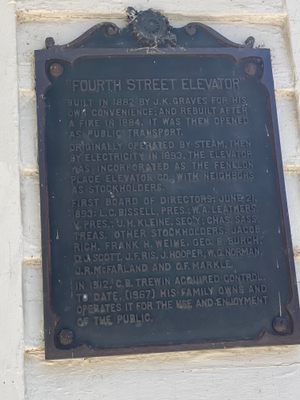 "FOURTH STREET ELEVATOR"
BUILT IN 1882 BY J.K. GRAVES FOR HIS
OWN CONVENIENCE AND REBUILT AFTER
A FIRE IN 1884, IT WAS THEN OPENED
AS PUBLIC TRANSPORT.
ORIGINALLY OPERATED BY STEAM, THEN
BY ELECTRICITY IN 1893, THE ELEVATOR
WAS INCORPORATED AS THE FENELON
PLACE ELEVATOR CO. WITH NEIGHBORS
AS STOCKHOLDERS.
FIRST BOARD OF DIRECTORS; JUNE 21,
1893: L.C. BISSELL, PRES., W.A. LEATHERS,
V. PRES., J.H. KLEINE, SEC'Y., CHAS. SASS,
TREAS. OTHER STOCKHOLDERS, JACOB
RICH, FRANK H. WEIHE, GEO. B. BURCH,
D.J. SCOTT, J.F. RIS, J. HOOPER, W.Q. NORMAN,
J.R. McFARLAND AND C.F. MARKLE.
IN 1912, C.B. TREWIN ACQUIRED CONTROL.
TO DATE, (1967) HIS FAMILY OWNS AND
OPERATES IT FOR THE USE AND ENJOYMENT
OF THE PUBLIC.